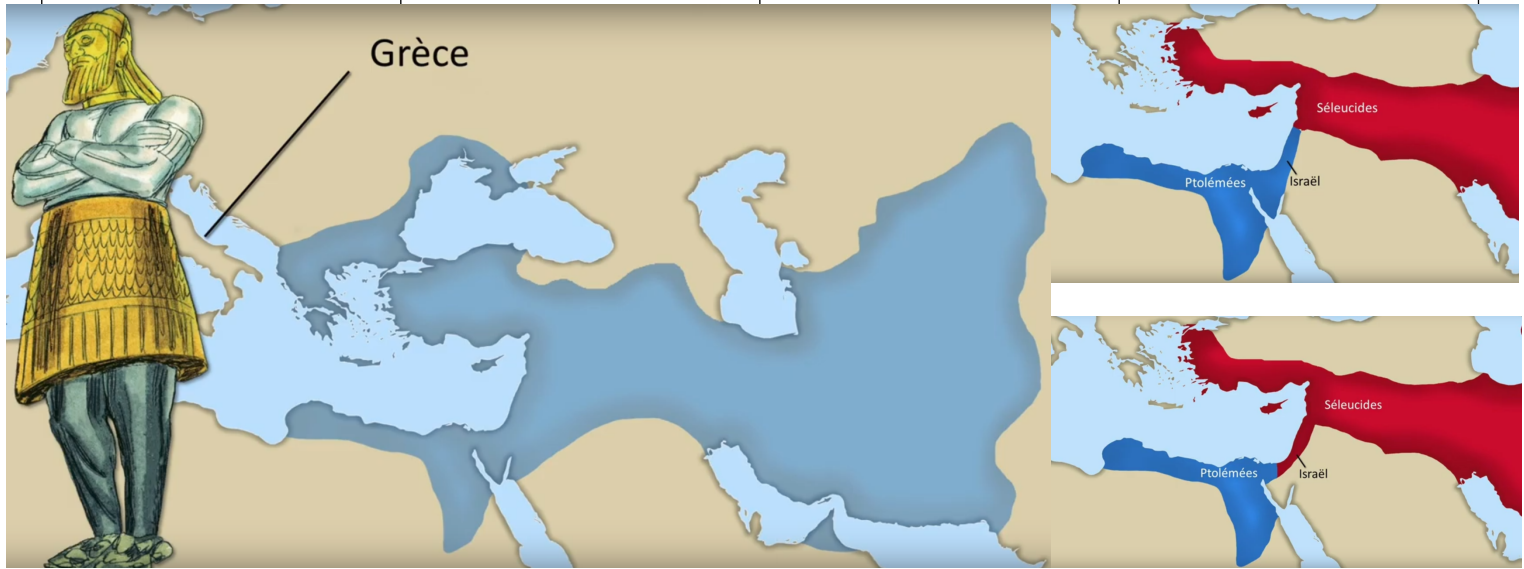 Grèce
Séleucides
Ptolémées
Israël
Séleucides
Ptolémées
Israël